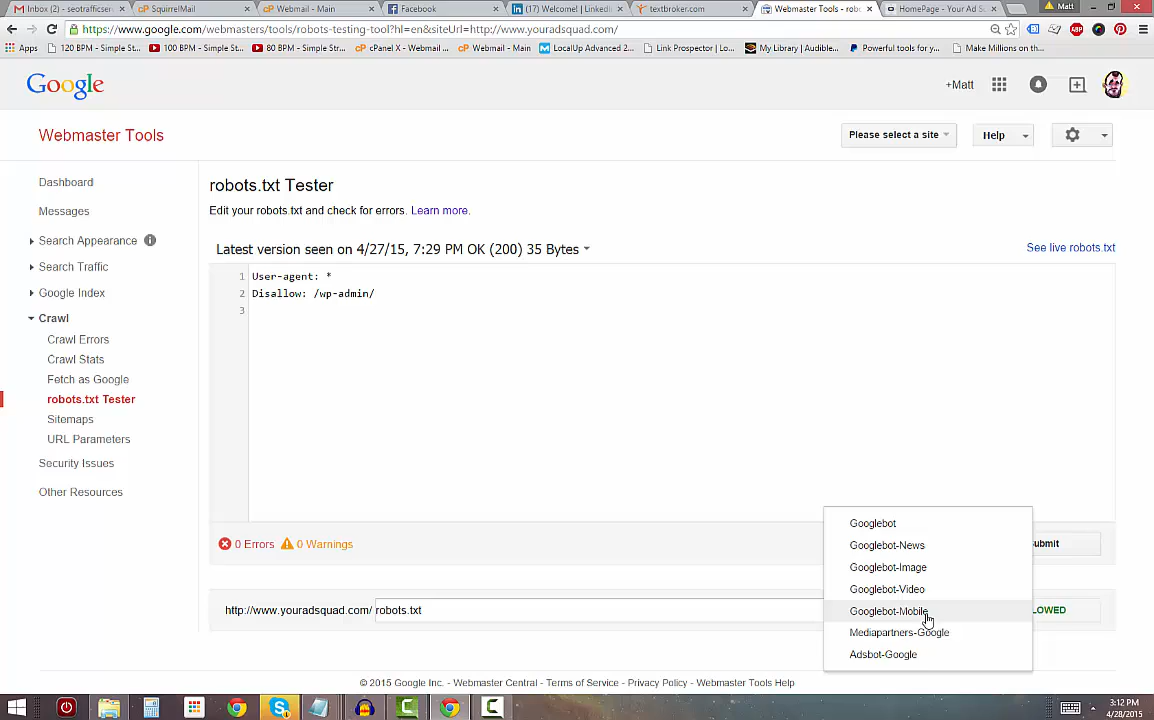 Inbox (5) - seotrafficser
SquirrelMail
Webmail - Main
Facebook
(17) Welcome! | LinkedI
textbroker.com
Webmaster Tools - rob
HomePage - Your Ad S
Matt
https://www.google.com/webmasters/tools/robots-testing-tool?hl=en&siteUrl=http://www.youradsquad.com/
Apps
120 BPM - Simple St...
100 BPM - Simple Str...
80 BPM - Simple Str...
cPanel X - Webmail ...
Webmail - Main
LocalUp Advanced 2...
Link Prospector | Lo...
My Library | Audible...
Powerful tools for y...
Make Millions on th...
Google
+Matt
Webmaster Tools
Please select a site
Help
Dashboard
Messages
Search Appearance
Search Traffic
Google Index
Crawl
Crawl Errors
Crawl Stats
Fetch as Google
robots.txt Tester
Sitemaps
URL Parameters
Security Issues
Other Resources
robots.txt Tester
Edit your robots.txt and check for errors. Learn more.
Latest version seen on 4/27/15, 7:29 PM OK (200) 35 Bytes
See live robots.txt
1 User-agent: *
2 Disallow: /wp-admin/
3
0 Errors
0 Warnings
ubmit
http://www.youradsquad.com/ robots.txt
LOWED
Googlebot
Googlebot-News
Googlebot-Image
Googlebot-Video
Googlebot-Mobile
Mediapartners-Google
Adsbot-Google
© 2015 Google Inc. - Webmaster Central - Terms of Service - Privacy Policy - Webmaster Tools Help
3:12 PM
4/28/2015